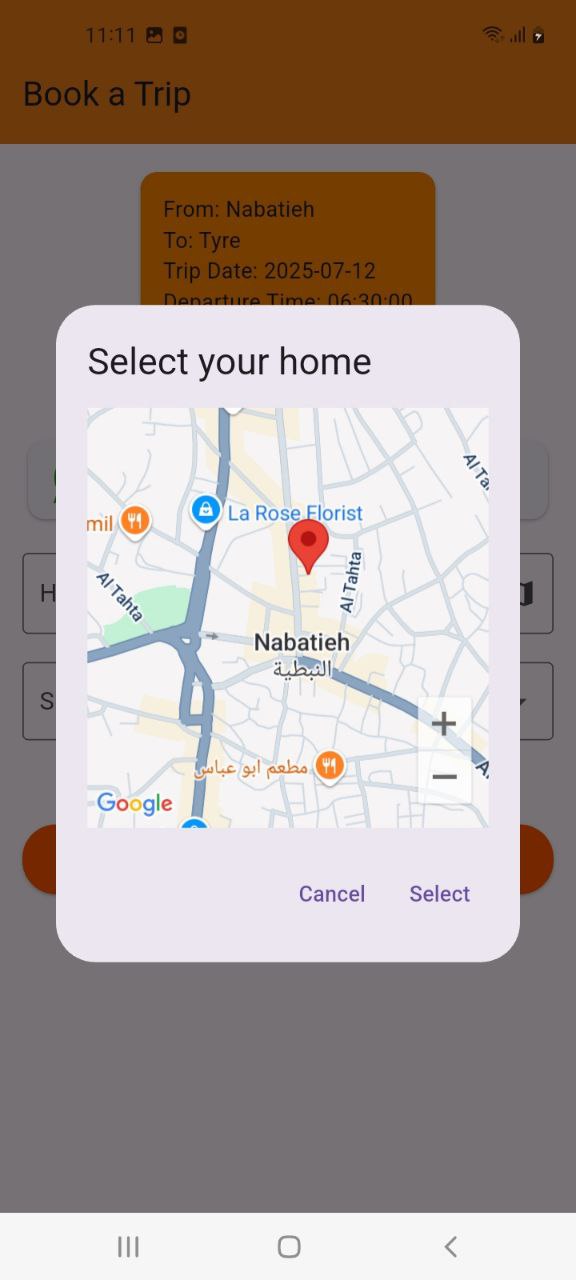 11:11
Book a Trip
From: Nabatieh
To: Tyre
Trip Date: 2025-07-12
Departure Time: 06:30:00
Select your home
Al Ta
La Rose Florist
mil
Al Tahta
Al Tahta
Nabatieh
النبطية
مطعم ابو عباس
Google
H
S
A
Cancel
Select